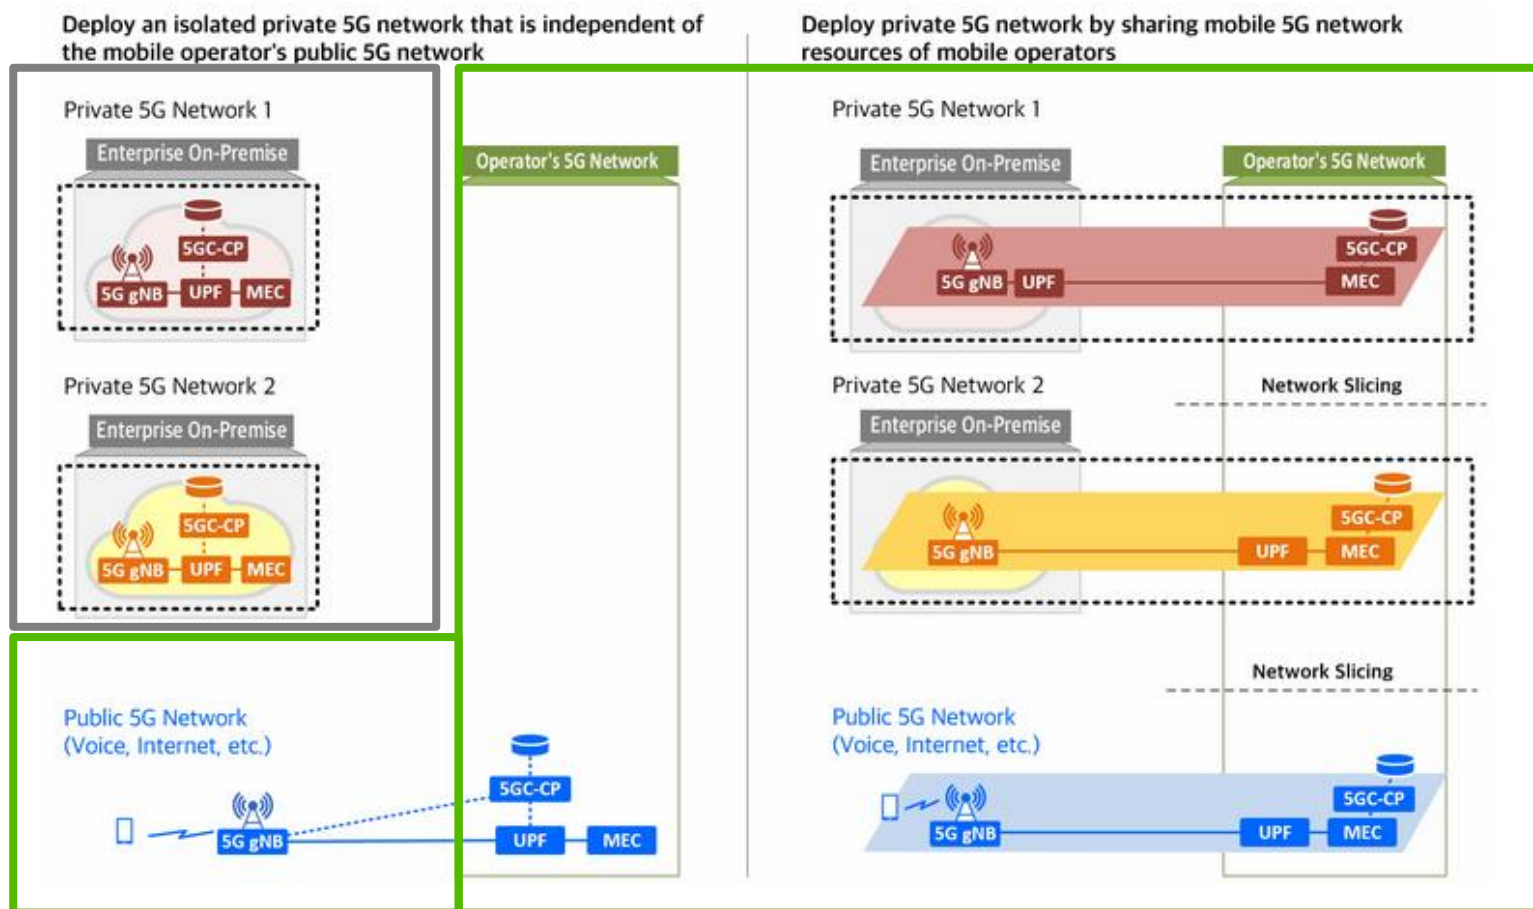 Deploy an isolated private 5G network that is independent of
the mobile operator's public 5G network
Private 5G Network 1
Enterprise On-Premise
Operator's 5G Network
5GC-CP
5G gNB
UPF
MEC
Private 5G Network 2
Enterprise On-Premise
5GC-CP
5G gNB
UPF
MEC
Public 5G Network
(Voice, Internet, etc.)
5GC-CP
5G gNB
UPF
MEC
Deploy private 5G network by sharing mobile 5G network
resources of mobile operators
Private 5G Network 1
Enterprise On-Premise
Operator's 5G Network
5GC-CP
5G gNB
UPF
MEC
Private 5G Network 2
Network Slicing
Enterprise On-Premise
5GC-CP
5G gNB
UPF
MEC
Network Slicing
Public 5G Network
(Voice, Internet, etc.)
5GC-CP
5G gNB
UPF
MEC